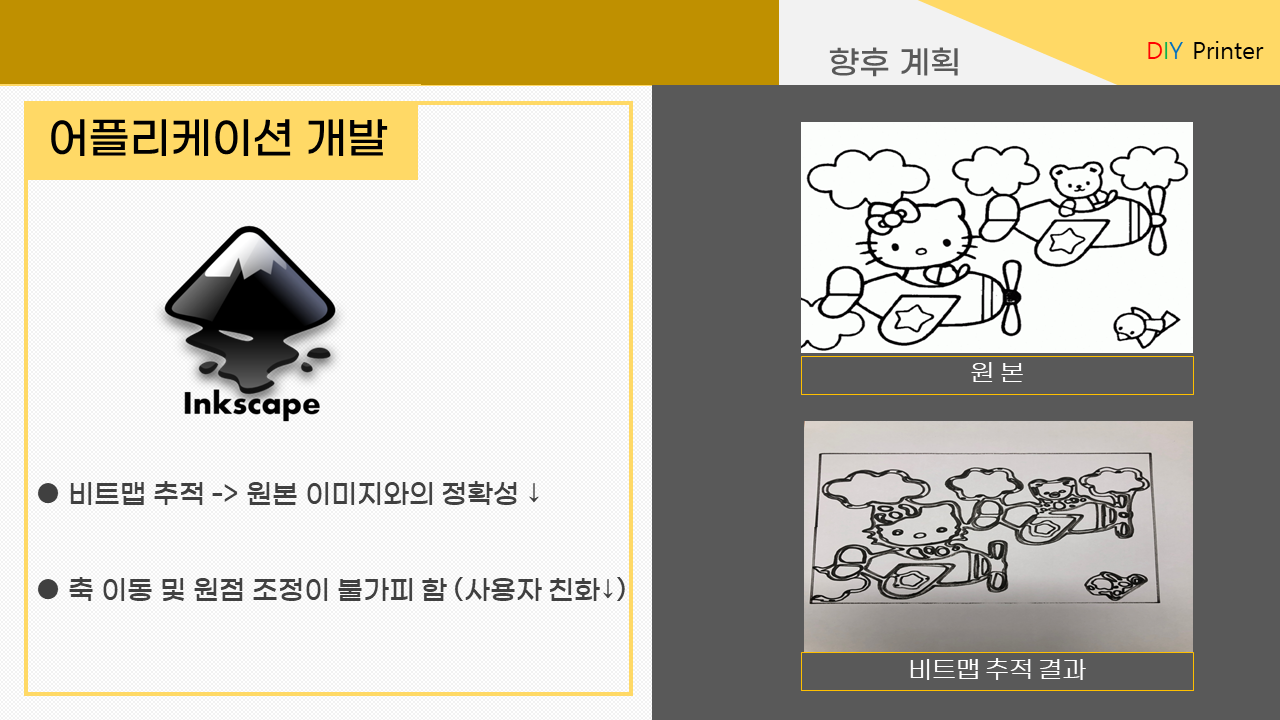 향후 계획
DIY Printer
어플리케이션 개발
Inkscape
● 비트맵 추적 -> 원본 이미지와의 정확성 ↓
● 축 이동 및 원점 조정이 불가피 함 (사용자 친화↓)
원 본
비트맵 추적 결과